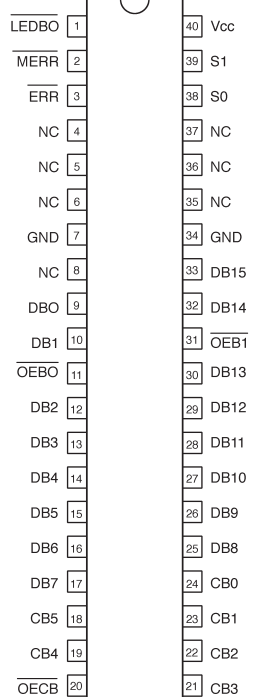 LEDBO 1 40 Vcc
MERR 2 39 S1
ERR 3 38 S0
NC 4 37 NC
NC 5 36 NC
NC 6 35 NC
GND 7 34 GND
NC 8 33 DB15
DBO 9 32 DB14
DB1 10 31 OEB1
OEBO 11 30 DB13
DB2 12 29 DB12
DB3 13 28 DB11
DB4 14 27 DB10
DB5 15 26 DB9
DB6 16 25 DB8
DB7 17 24 CB0
CB5 18 23 CB1
CB4 19 22 CB2
OECB 20 21 CB3